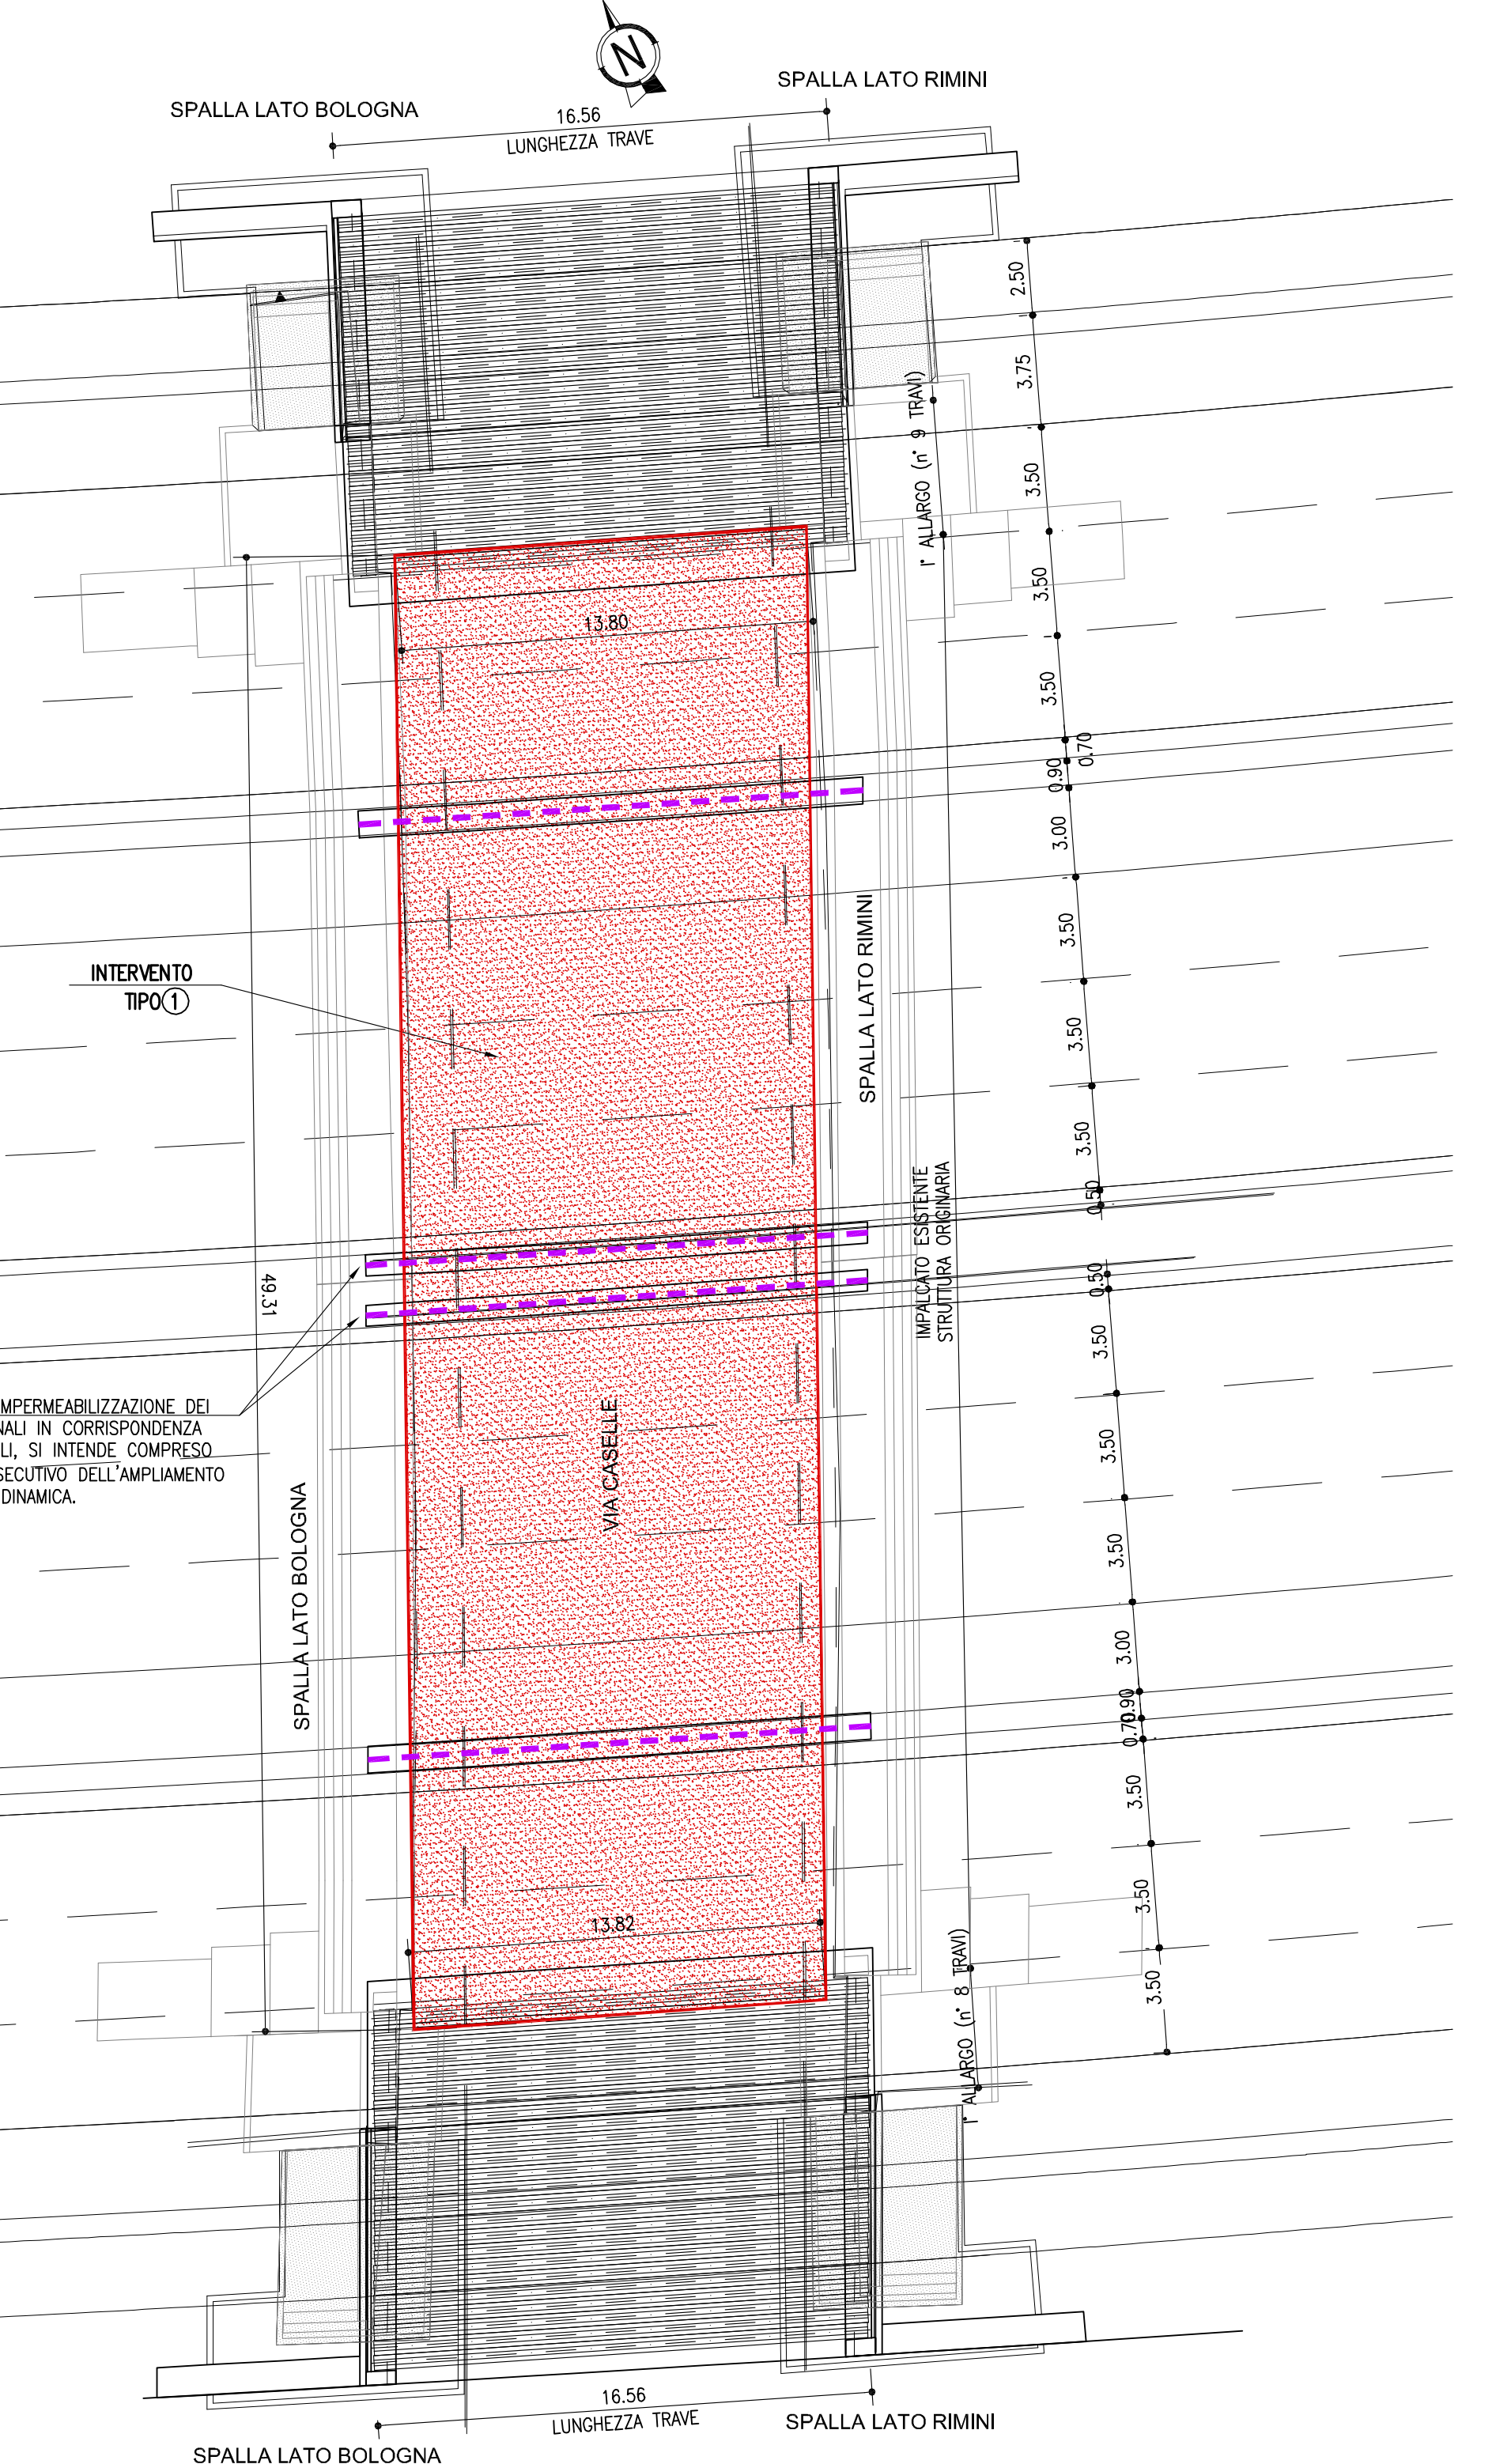 N
SPALLA LATO RIMINI
SPALLA LATO BOLOGNA
16.56
LUNGHEZZA TRAVE
2.50
3.75
I° ALLARGO (n° 9 TRAVI)
3.50
3.50
13.80
3.50
0.70
0.90
3.00
SPALLA LATO RIMINI
3.50
INTERVENTO
TIPO 1
3.50
3.50
IMPALCATO ESISTENTE
STRUTTURA ORIGINARIA
0.50
49.31
0.50
3.50
MPERMEABILIZZAZIONE DEI
NALI IN CORRISPONDENZA
LI, SI INTENDE COMPRESO
SECUTIVO DELL'AMPLIAMENTO
DINAMICA.
VIA CASELLE
3.50
SPALLA LATO BOLOGNA
3.50
3.00
0.90
0.70
3.50
3.50
13.82
I° ALLARGO (n° 8 TRAVI)
3.50
16.56
LUNGHEZZA TRAVE
SPALLA LATO RIMINI
SPALLA LATO BOLOGNA